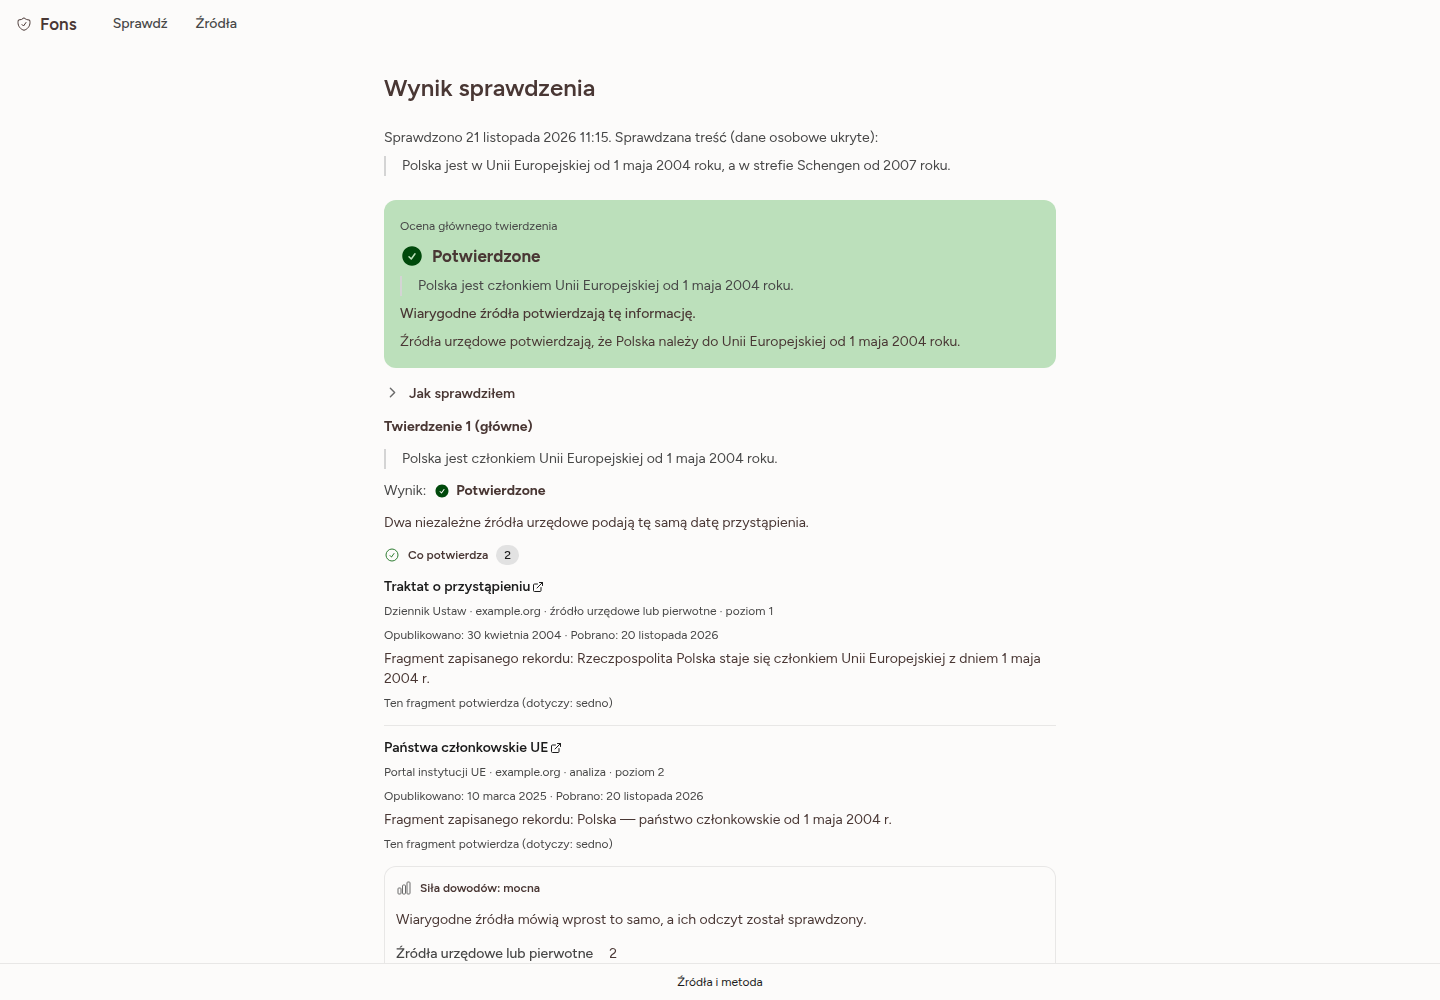 Fons
Sprawdź
Źródła
Wynik sprawdzenia
Sprawdzono 21 listopada 2026 11:15. Sprawdzana treść (dane osobowe ukryte):
Polska jest w Unii Europejskiej od 1 maja 2004 roku, a w strefie Schengen od 2007 roku.
Ocena głównego twierdzenia
Potwierdzone
Polska jest członkiem Unii Europejskiej od 1 maja 2004 roku.
Wiarygodne źródła potwierdzają tę informację.
Źródła urzędowe potwierdzają, że Polska należy do Unii Europejskiej od 1 maja 2004 roku.
Jak sprawdziłem
Twierdzenie 1 (główne)
Polska jest członkiem Unii Europejskiej od 1 maja 2004 roku.
Wynik: Potwierdzone
Dwa niezależne źródła urzędowe podają tę samą datę przystąpienia.
Co potwierdza 2
Traktat o przystąpieniu
Dziennik Ustaw · example.org · źródło urzędowe lub pierwotne · poziom 1
Opublikowano: 30 kwietnia 2004 · Pobrano: 20 listopada 2026
Fragment zapisanego rekordu: Rzeczpospolita Polska staje się członkiem Unii Europejskiej z dniem 1 maja
2004 r.
Ten fragment potwierdza (dotyczy: sedno)
Państwa członkowskie UE
Portal instytucji UE · example.org · analiza · poziom 2
Opublikowano: 10 marca 2025 · Pobrano: 20 listopada 2026
Fragment zapisanego rekordu: Polska — państwo członkowskie od 1 maja 2004 r.
Ten fragment potwierdza (dotyczy: sedno)
Siła dowodów: mocna
Wiarygodne źródła mówią wprost to samo, a ich odczyt został sprawdzony.
Źródła urzędowe lub pierwotne 2
Źródła i metoda